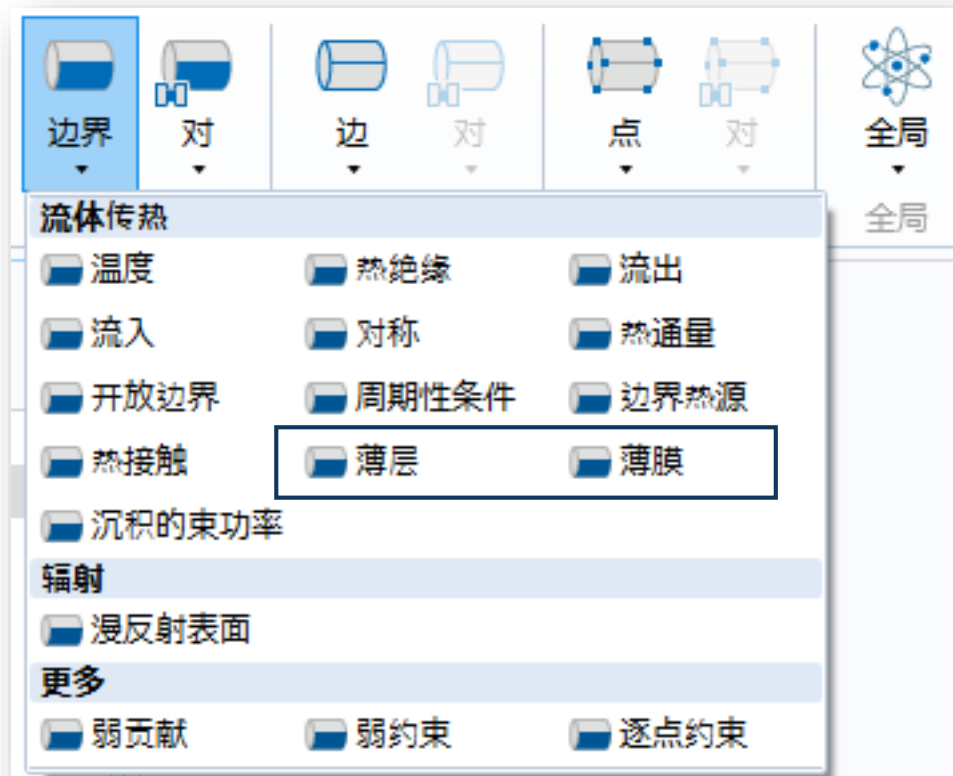 边界 对 边 对 点 对 全局
流体传热 全局
温度 热绝缘 流出
流入 对称 热通量
开放边界 周期性条件 边界热源
热接触 薄层 薄膜
沉积的束功率
辐射
漫反射表面
更多
弱贡献 弱约束 逐点约束